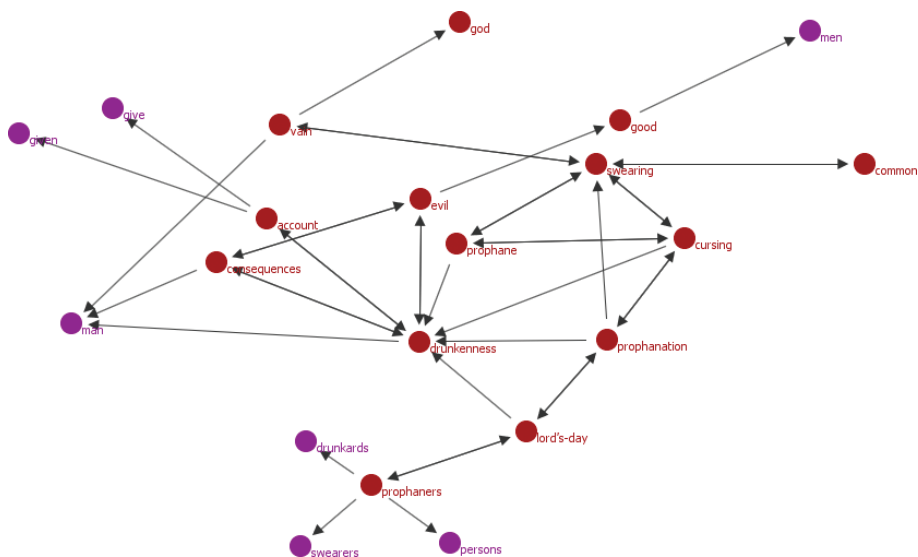 god
men
give
given
vain
good
swearing
common
evil
account
prophane
cursing
consequences
man
drunkenness
prophanation
lord's-day
drunkards
prophaners
swearers
persons